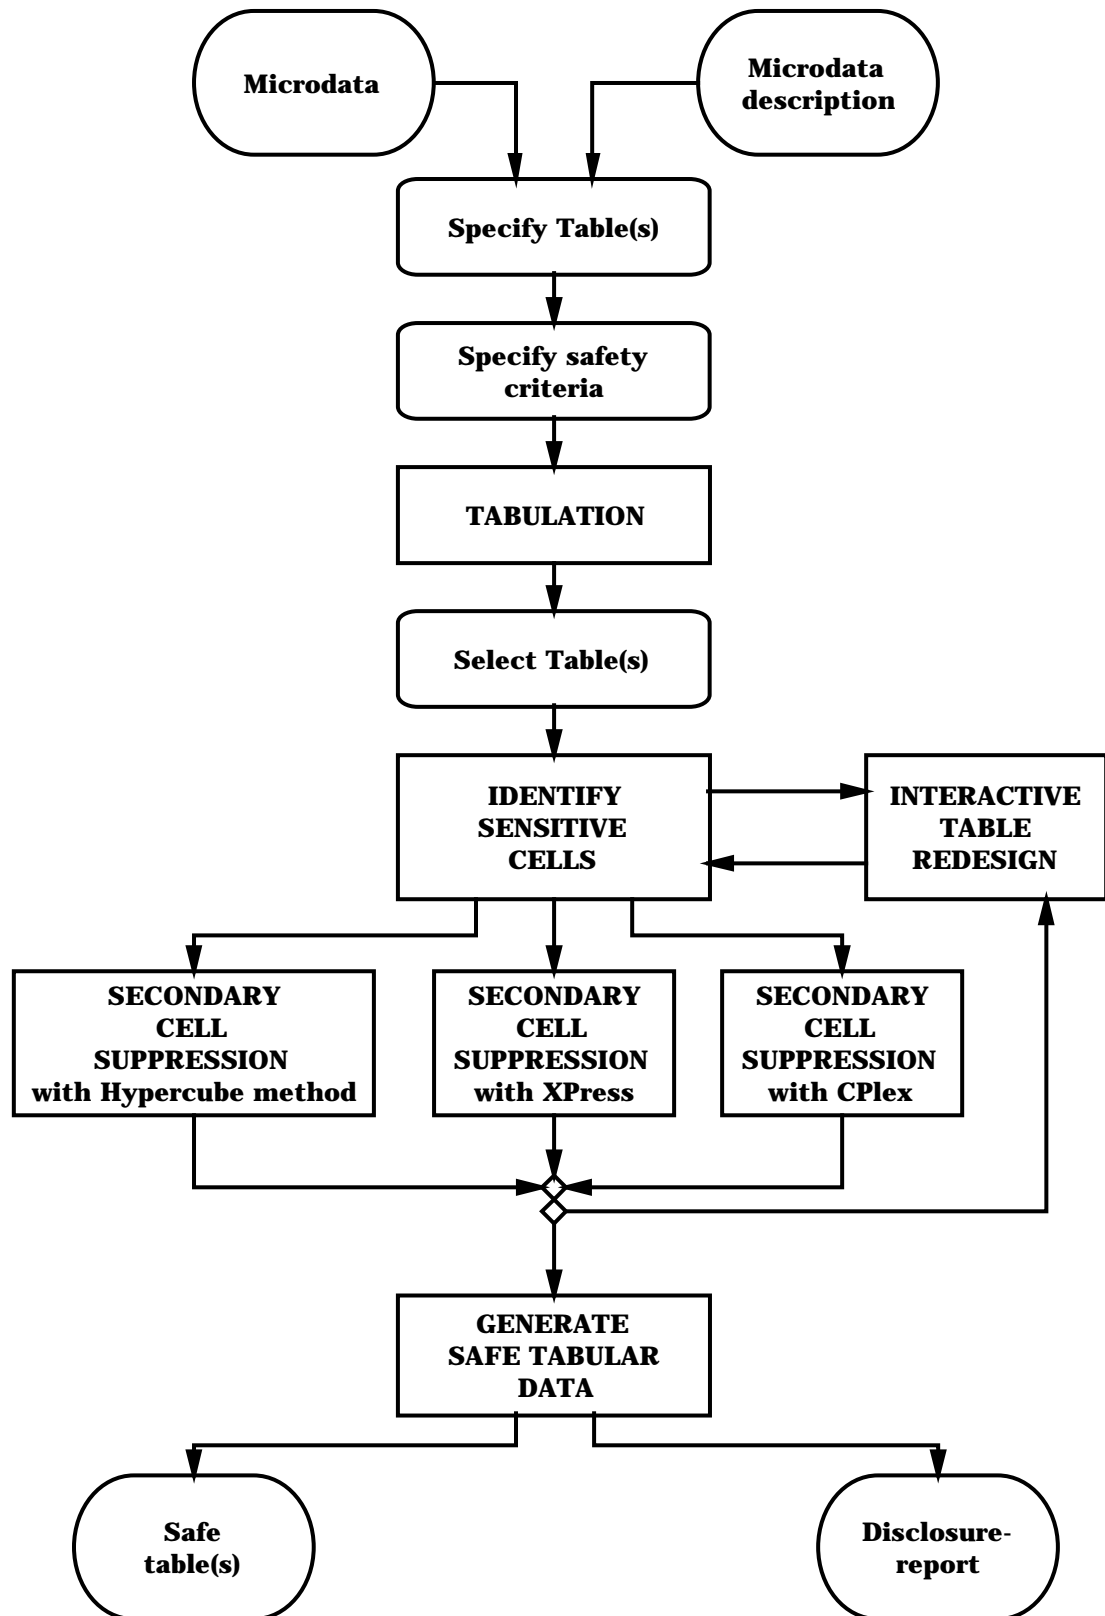 Microdata
Microdata
description
Specify Table(s)
Specify safety
criteria
TABULATION
Select Table(s)
IDENTIFY
SENSITIVE
CELLS
INTERACTIVE
TABLE
REDESIGN
SECONDARY
CELL
SUPPRESSION
with Hypercube method
SECONDARY
CELL
SUPPRESSION
with XPress
SECONDARY
CELL
SUPPRESSION
with CPlex
GENERATE
SAFE TABULAR
DATA
Safe
table(s)
Disclosure-
report